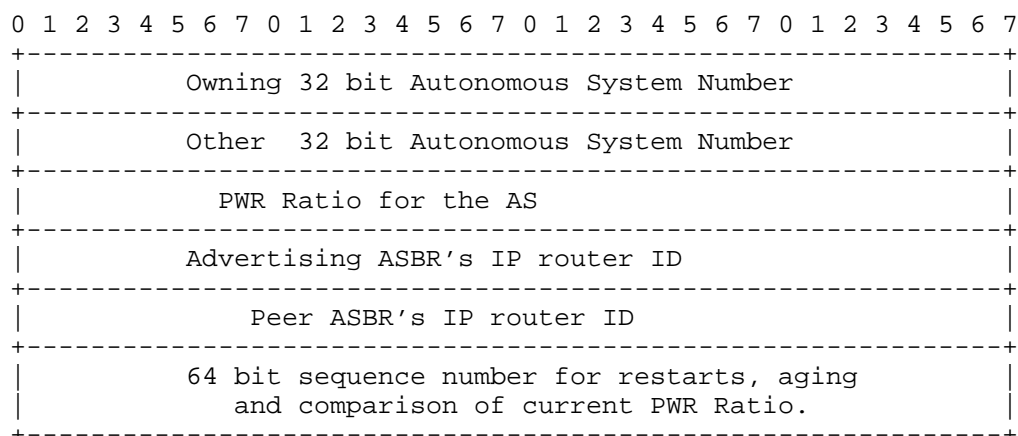 0 1 2 3 4 5 6 7 0 1 2 3 4 5 6 7 0 1 2 3 4 5 6 7 0 1 2 3 4 5 6 7
+--------------------------------------------------------------+
| Owning 32 bit Autonomous System Number |
+--------------------------------------------------------------+
| Other  32 bit Autonomous System Number |
+--------------------------------------------------------------+
| PWR Ratio for the AS |
+--------------------------------------------------------------+
| Advertising ASBR’s IP router ID |
+--------------------------------------------------------------+
| Peer ASBR’s IP router ID |
+--------------------------------------------------------------+
| 64 bit sequence number for restarts, aging |
| and comparison of current PWR Ratio. |
+--------------------------------------------------------------+